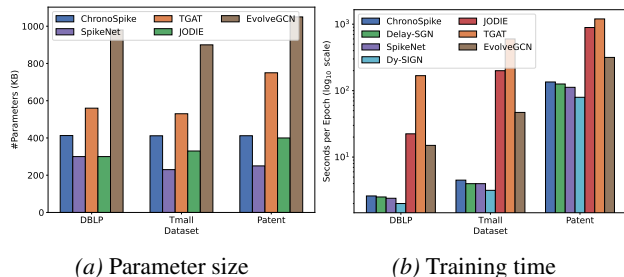 ChronoSpike
SpikeNet
TGAT
JODIE
EvolveGCN
#Parameters (KB)
1000
800
600
400
200
0
DBLP
Tmall
Patent
Dataset
(a) Parameter size
ChronoSpike
Delay-SGN
SpikeNet
Dy-SIGN
JODIE
TGAT
EvolveGCN
Seconds per Epoch (log₁₀ scale)
10³
10²
10¹
DBLP
Tmall
Patent
Dataset
(b) Training time